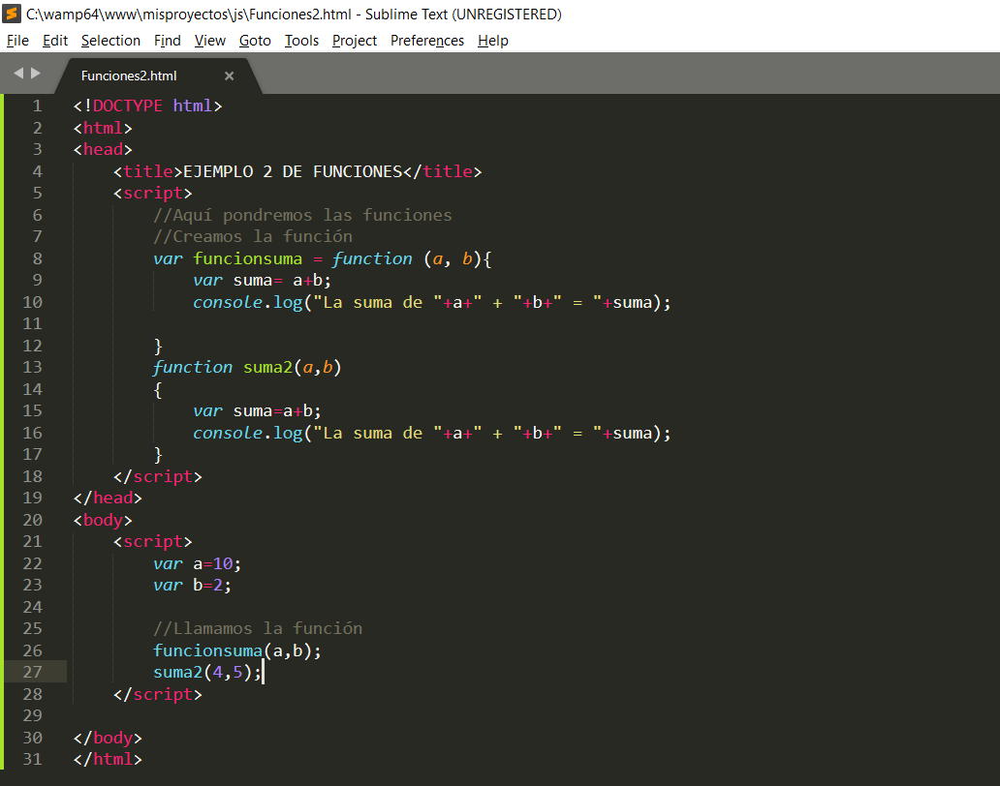 C:\wamp64\www\misproyectos\js\Funciones2.html - Sublime Text (UNREGISTERED)
File Edit Selection Find View Goto Tools Project Preferences Help
Funciones2.html ×
1 <!DOCTYPE html>
2 <html>
3 <head>
4     <title>EJEMPLO 2 DE FUNCIONES</title>
5     <script>
6         //Aquí pondremos las funciones
7         //Creamos la función
8         var funcionsuma = function (a, b){
9             var suma= a+b;
10             console.log("La suma de "+a+" + "+b+" = "+suma);
11
12         }
13         function suma2(a,b)
14         {
15             var suma=a+b;
16             console.log("La suma de "+a+" + "+b+" = "+suma);
17         }
18     </script>
19 </head>
20 <body>
21     <script>
22         var a=10;
23         var b=2;
24
25         //Llamamos la función
26         funcionsuma(a,b);
27         suma2(4,5);
28     </script>
29
30 </body>
31 </html>